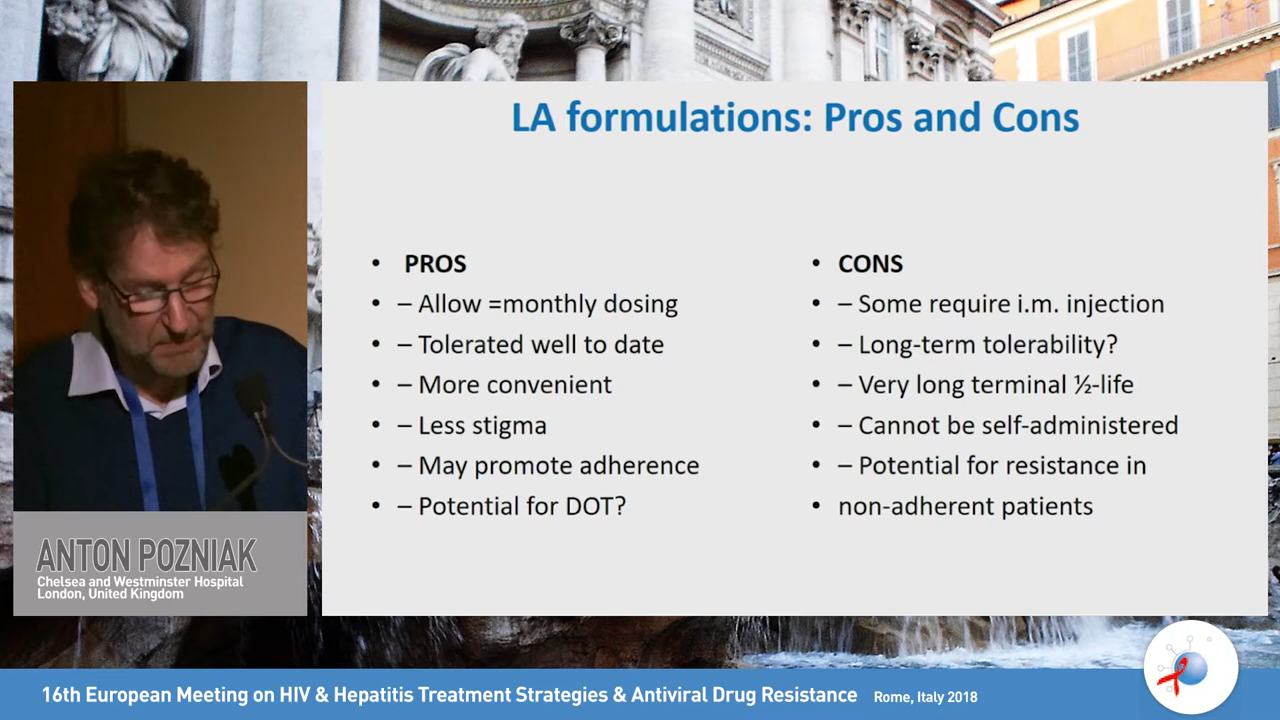 LA formulations: Pros and Cons
• PROS
• – Allow =monthly dosing
• – Tolerated well to date
• – More convenient
• – Less stigma
• – May promote adherence
• – Potential for DOT?
• CONS
• – Some require i.m. injection
• – Long-term tolerability?
• – Very long terminal ½-life
• – Cannot be self-administered
• – Potential for resistance in
• non-adherent patients
ANTON POZNIAK
Chelsea and Westminster Hospital
London, United Kingdom
16th European Meeting on HIV & Hepatitis Treatment Strategies & Antiviral Drug Resistance Rome, Italy 2018